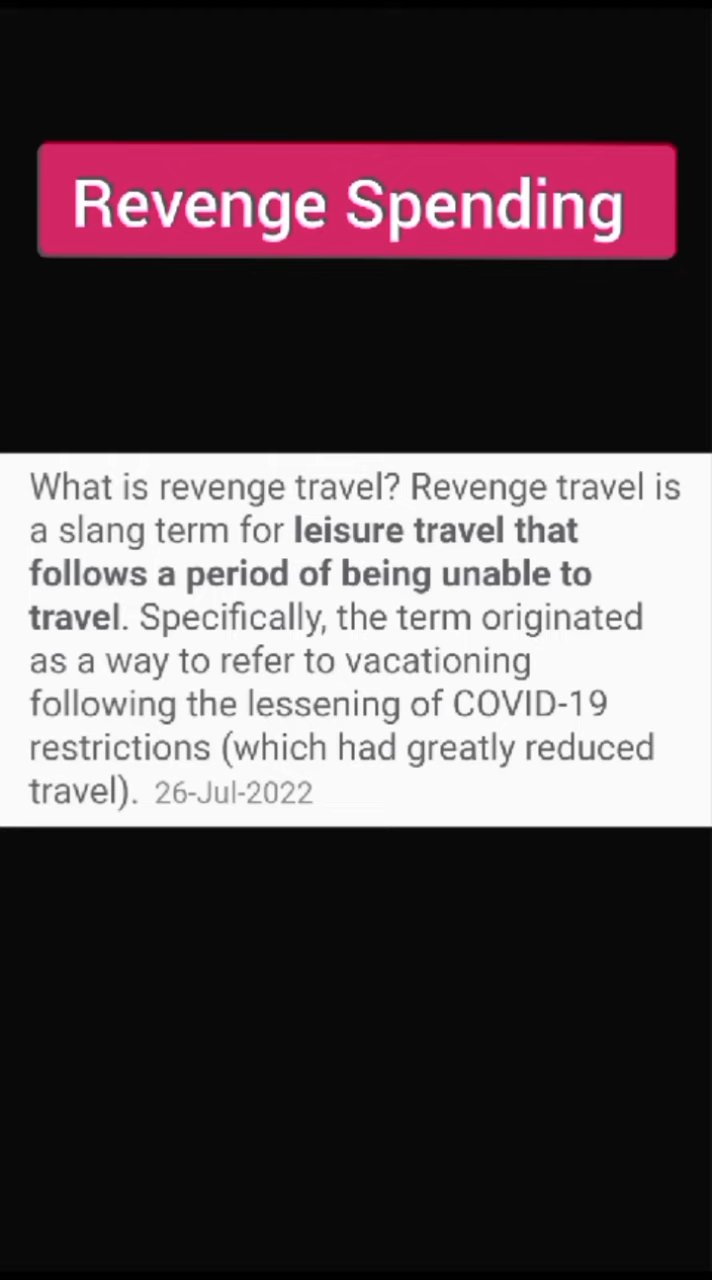 Revenge Spending
What is revenge travel? Revenge travel is
a slang term for leisure travel that
follows a period of being unable to
travel. Specifically, the term originated
as a way to refer to vacationing
following the lessening of COVID-19
restrictions (which had greatly reduced
travel). 26-Jul-2022